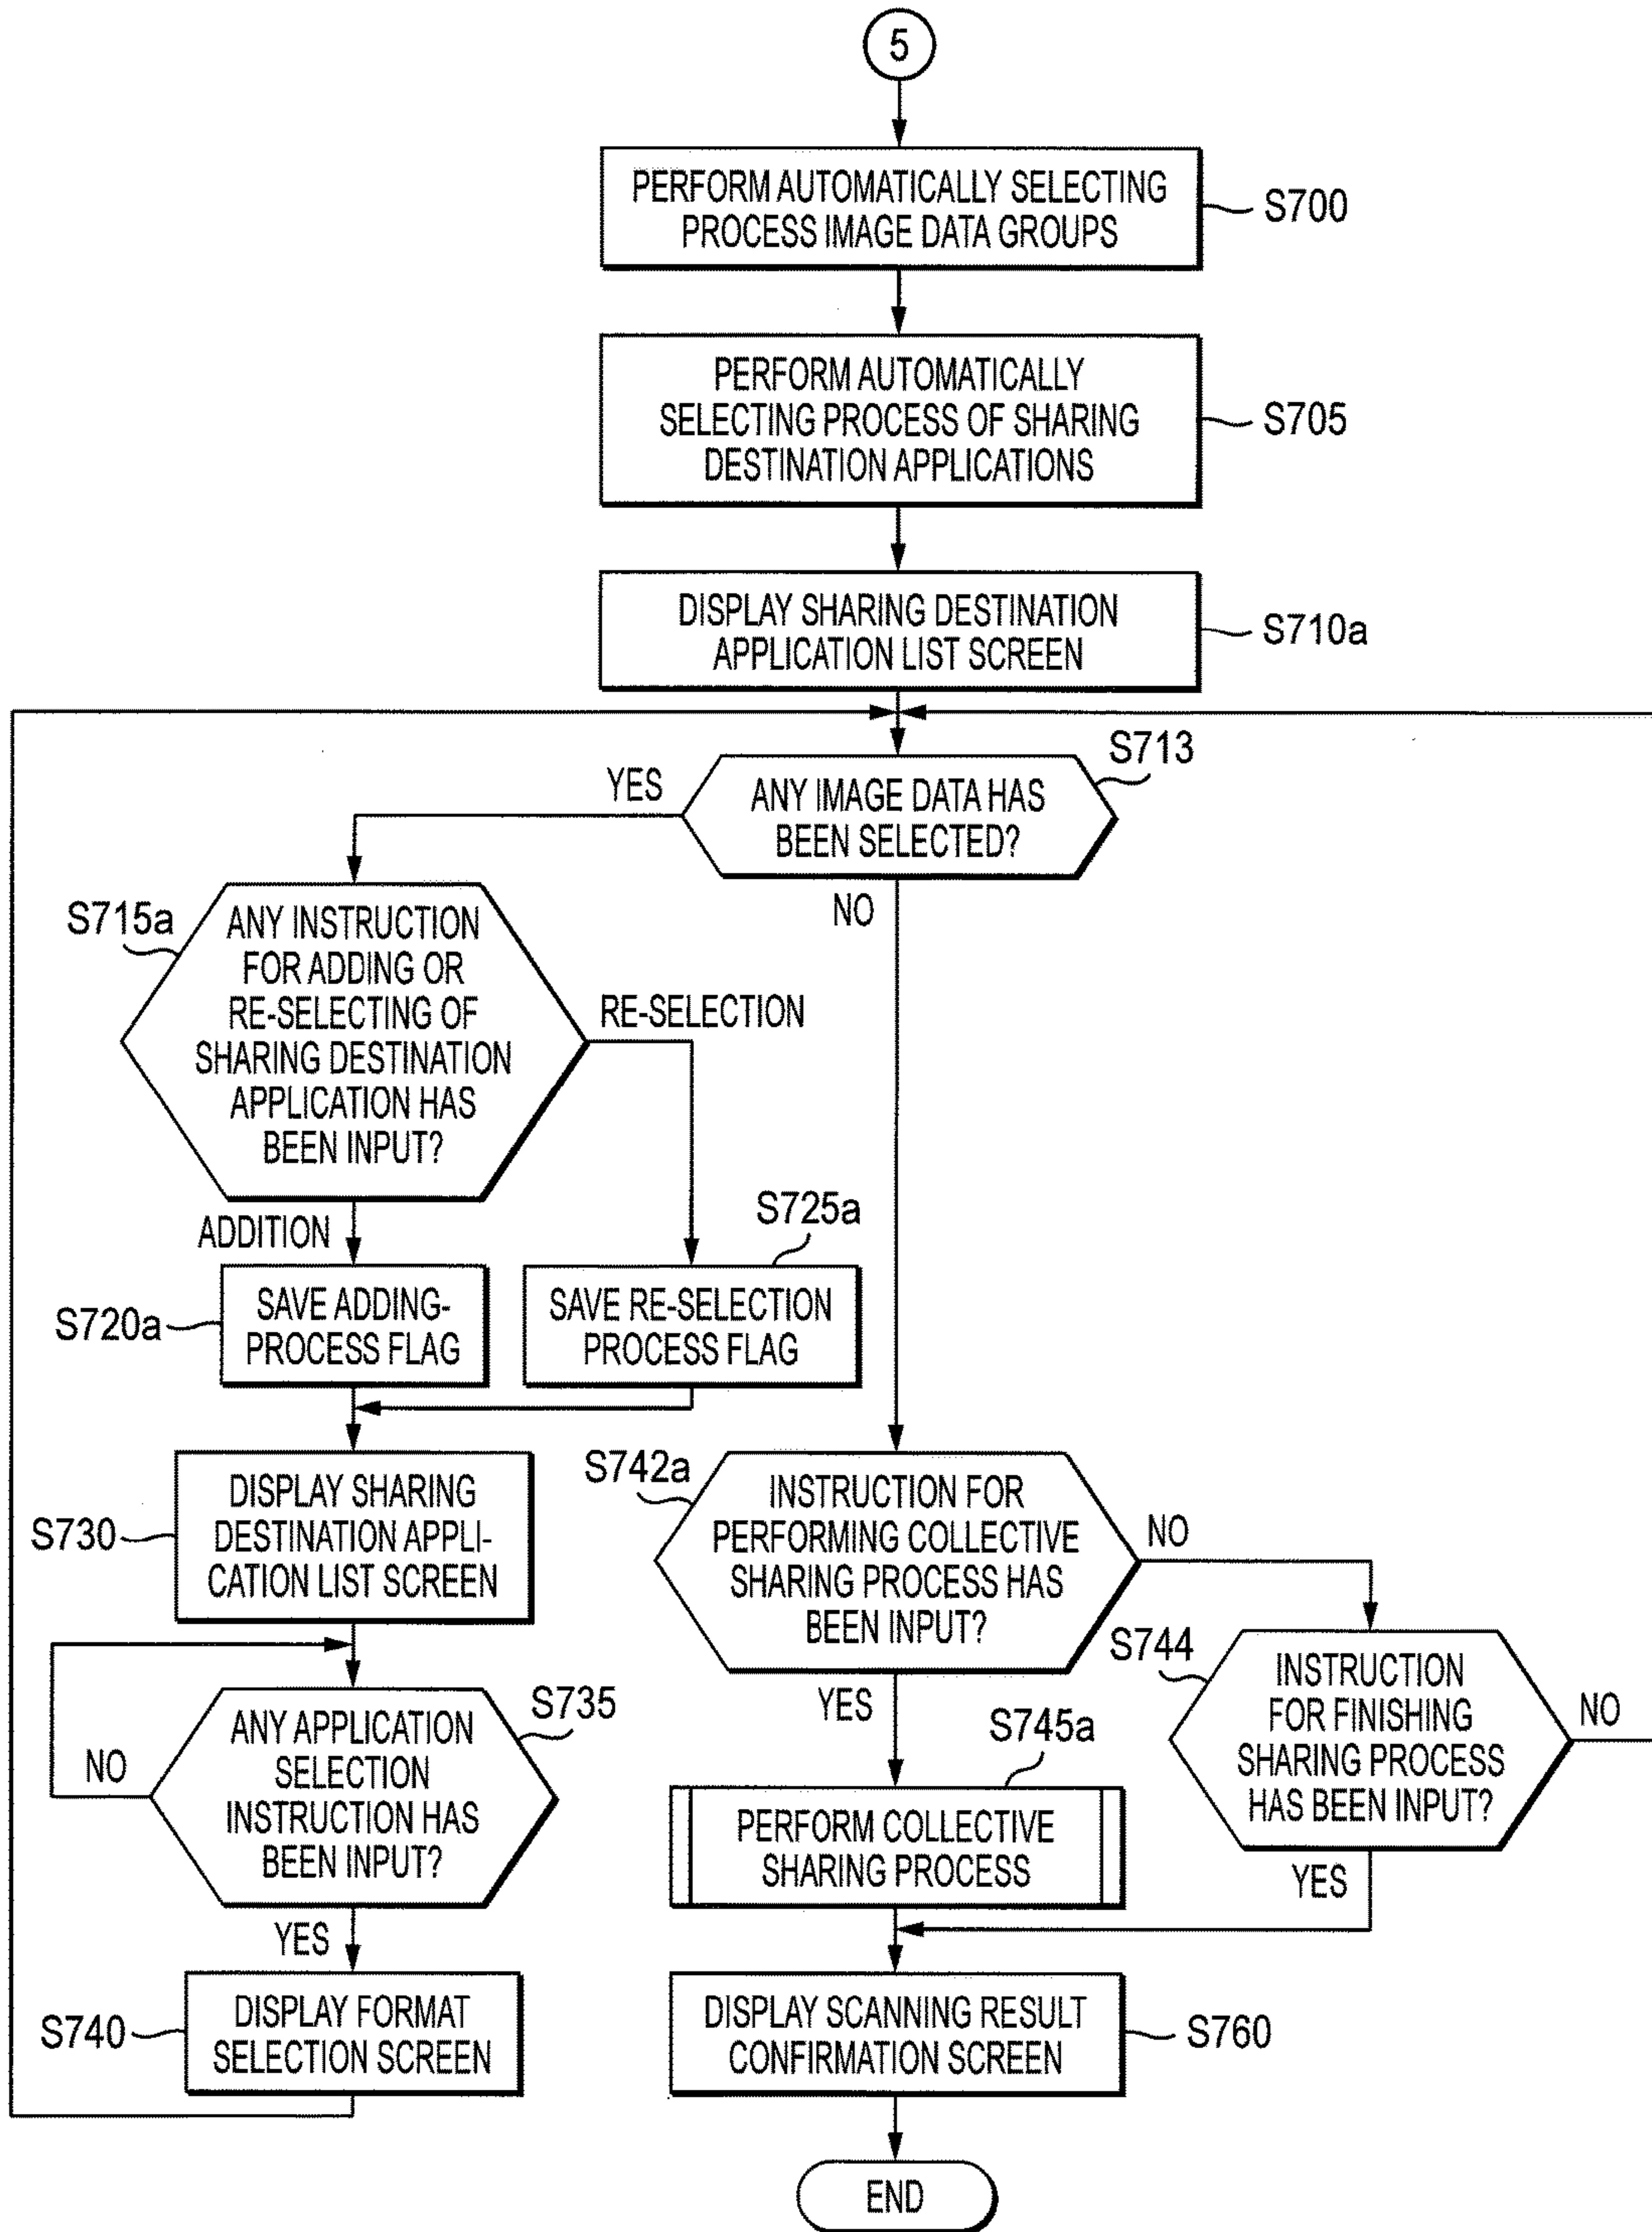 5
PERFORM AUTOMATICALLY SELECTING
PROCESS IMAGE DATA GROUPS
S700
PERFORM AUTOMATICALLY
SELECTING PROCESS OF SHARING
DESTINATION APPLICATIONS
S705
DISPLAY SHARING DESTINATION
APPLICATION LIST SCREEN
S710a
S713
YES
ANY IMAGE DATA HAS
BEEN SELECTED?
NO
S715a
ANY INSTRUCTION
FOR ADDING OR
RE-SELECTING OF
SHARING DESTINATION
APPLICATION HAS
BEEN INPUT?
RE-SELECTION
ADDITION
S725a
S720a
SAVE ADDING-
PROCESS FLAG
SAVE RE-SELECTION
PROCESS FLAG
S730
DISPLAY SHARING
DESTINATION APPLI-
CATION LIST SCREEN
S735
ANY APPLICATION
SELECTION
INSTRUCTION HAS
BEEN INPUT?
NO
YES
S740
DISPLAY FORMAT
SELECTION SCREEN
S742a
INSTRUCTION FOR
PERFORMING COLLECTIVE
SHARING PROCESS HAS
BEEN INPUT?
NO
YES
S744
INSTRUCTION
FOR FINISHING
SHARING PROCESS
HAS BEEN INPUT?
NO
YES
S745a
PERFORM COLLECTIVE
SHARING PROCESS
DISPLAY SCANNING RESULT
CONFIRMATION SCREEN
S760
END